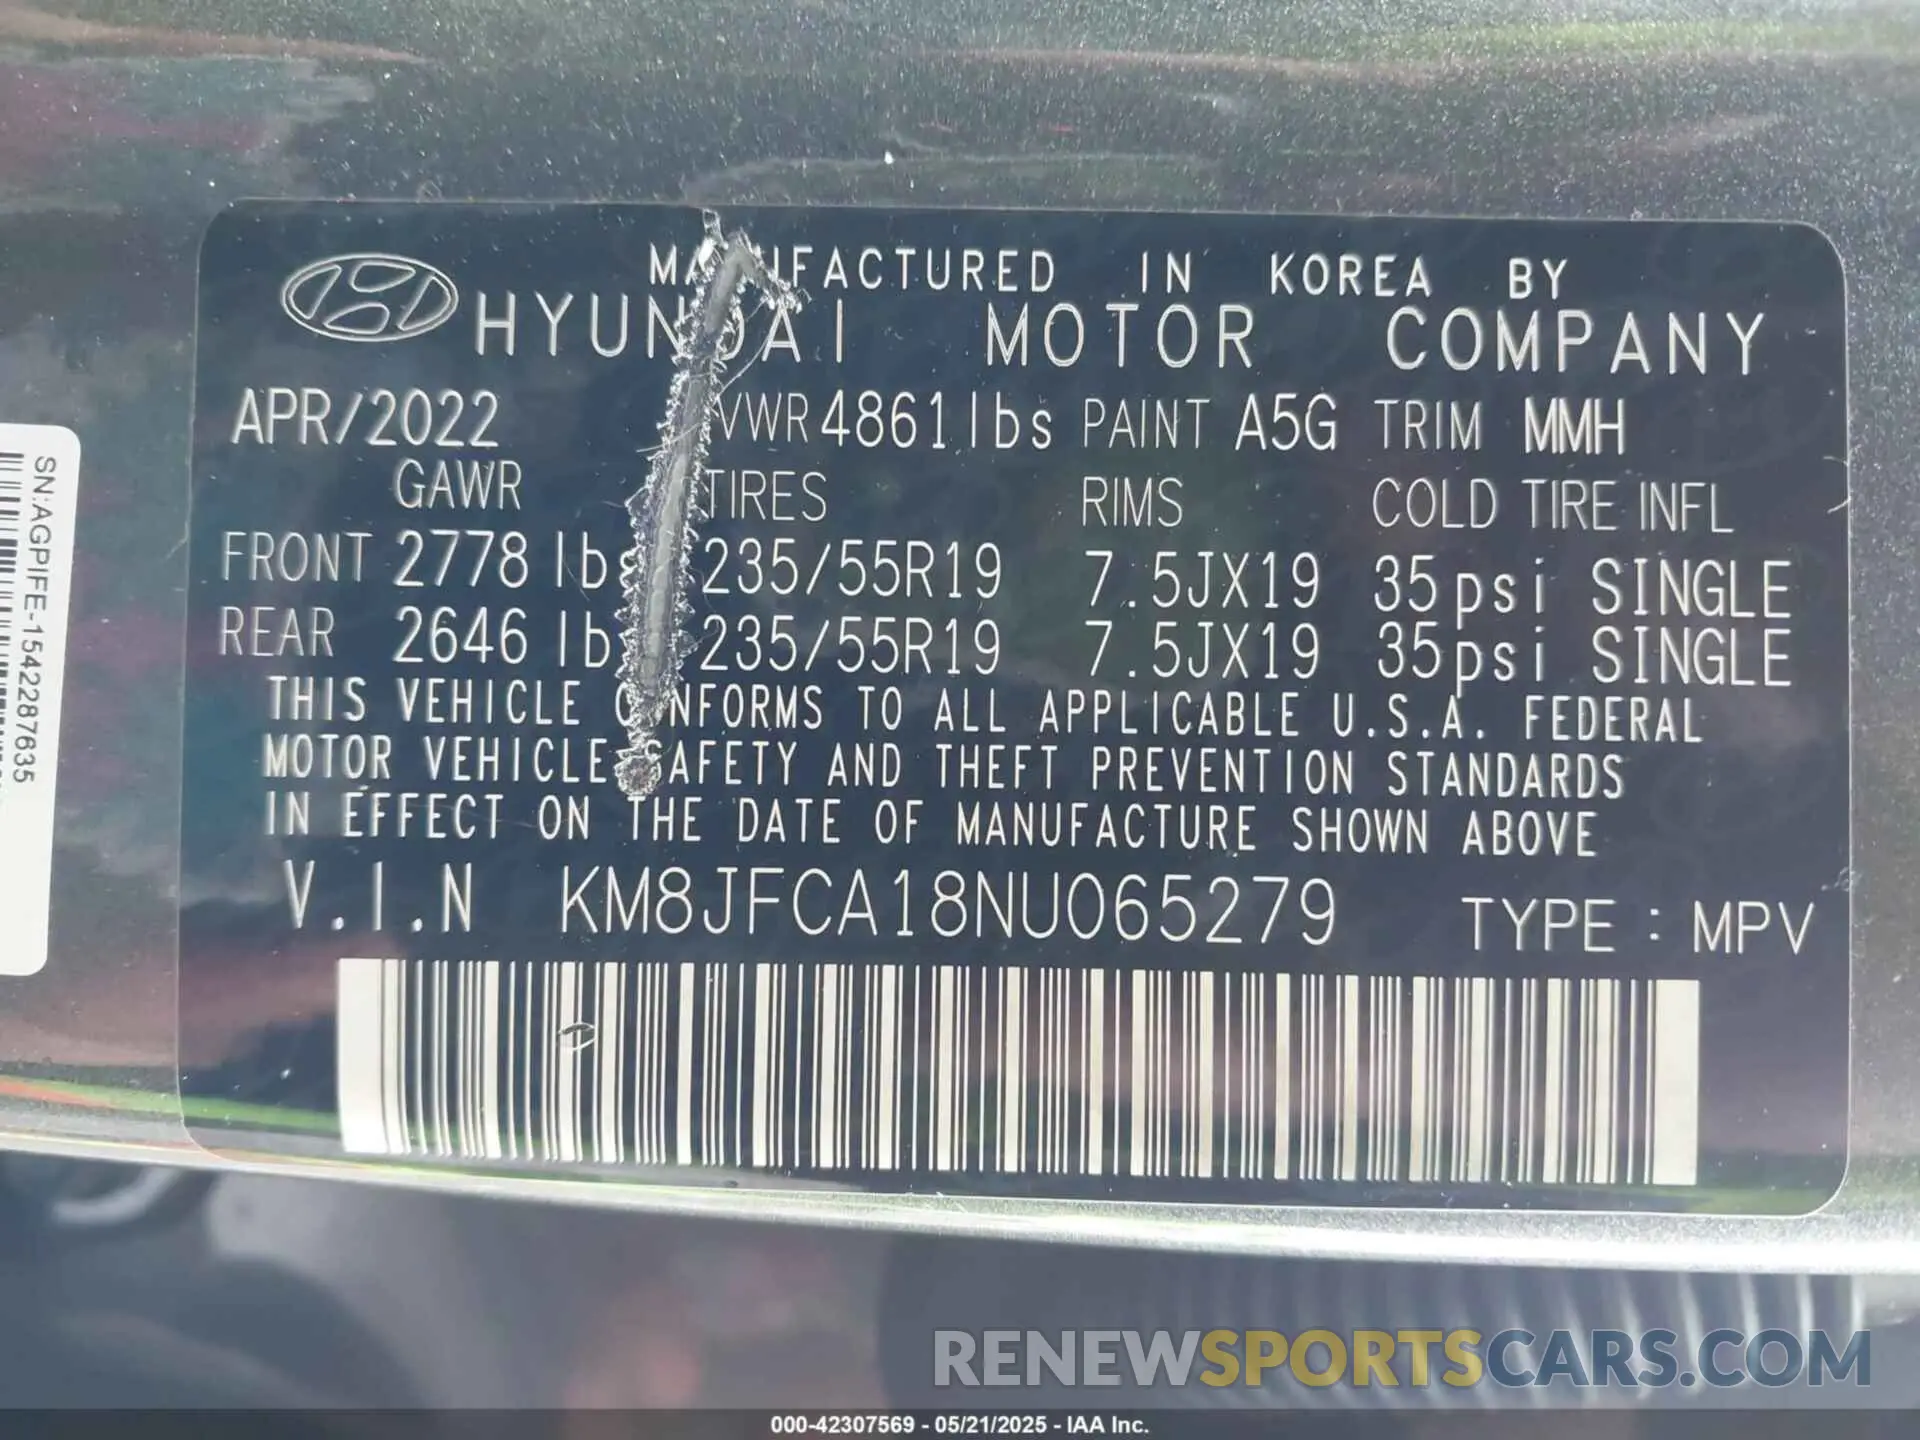 MANUFACTURED IN KOREA BY
HYUNDAI MOTOR COMPANY
APR/2022 VWR 4861lbs PAINT A5G TRIM MMH
GAWR TIRES RIMS COLD TIRE INFL
FRONT 2778 lbs 235/55R19 7.5JX19 35psi SINGLE
REAR 2646 lbs 235/55R19 7.5JX19 35psi SINGLE
THIS VEHICLE CONFORMS TO ALL APPLICABLE U.S.A. FEDERAL
MOTOR VEHICLE SAFETY AND THEFT PREVENTION STANDARDS
IN EFFECT ON THE DATE OF MANUFACTURE SHOWN ABOVE
V.I.N KM8JFCA18NU065279 TYPE : MPV
SN:AGPIFE-1542287635
RENEWSPORTSCARS.COM
000-42307569 - 05/21/2025 - IAA Inc.